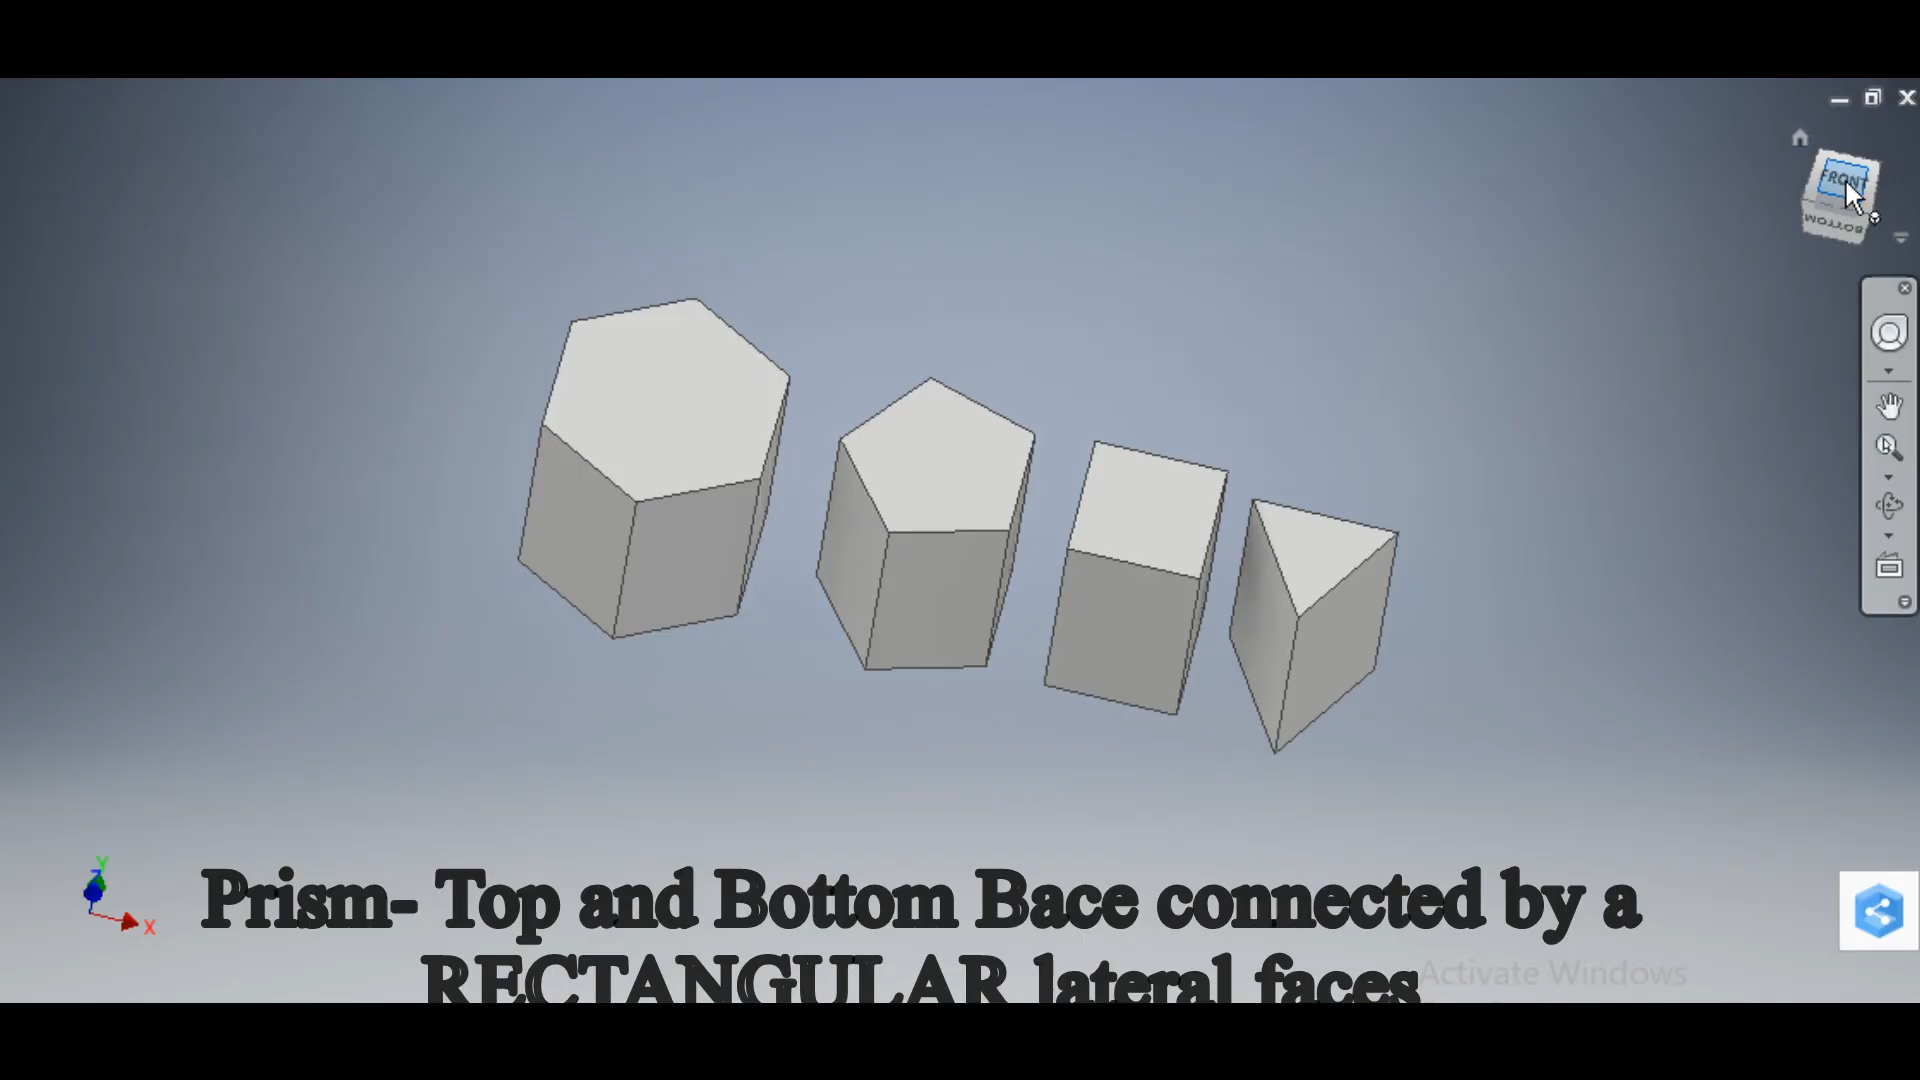 FRONT
BOTTOM
Y
Z
X
Prism- Top and Bottom Bace connected by a
RECTANGULAR lateral faces
Activate Windows